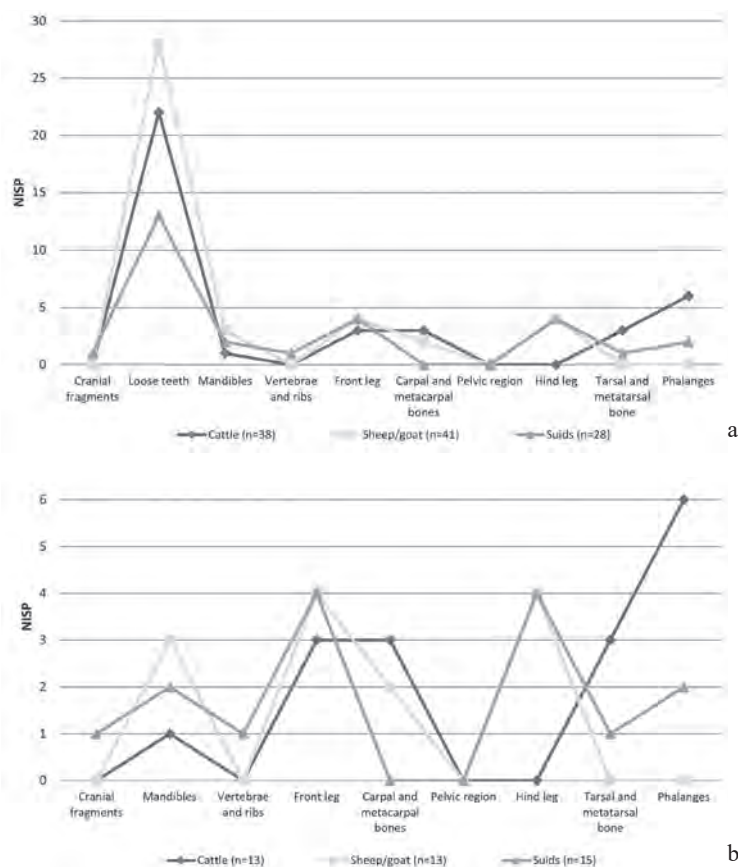 30
25
20
15
10
5
0
NISP
Cranial fragments
Loose teeth
Mandibles
Vertebrae and ribs
Front leg
Carpal and metacarpal bones
Pelvic region
Hind leg
Tarsal and metatarsal bone
Phalanges
Cattle (n=38)
Sheep/goat (n=41)
Suids (n=28)
a
6
5
4
3
2
1
0
NISP
Cranial fragments
Mandibles
Vertebrae and ribs
Front leg
Carpal and metacarpal bones
Pelvic region
Hind leg
Tarsal and metatarsal bone
Phalanges
Cattle (n=13)
Sheep/goat (n=13)
Suids (n=15)
b